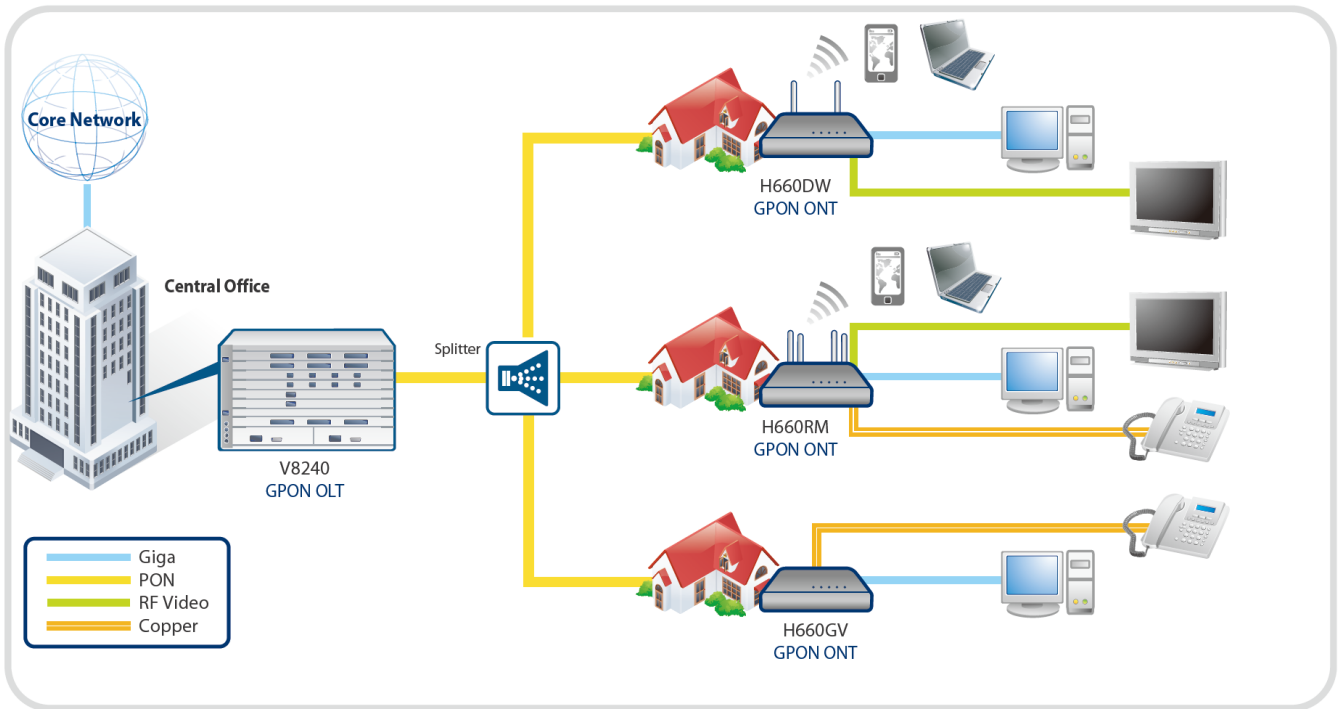 Core Network
Central Office
Splitter
V8240
GPON OLT
H660DW
GPON ONT
H660RM
GPON ONT
H660GV
GPON ONT
Giga
PON
RF Video
Copper